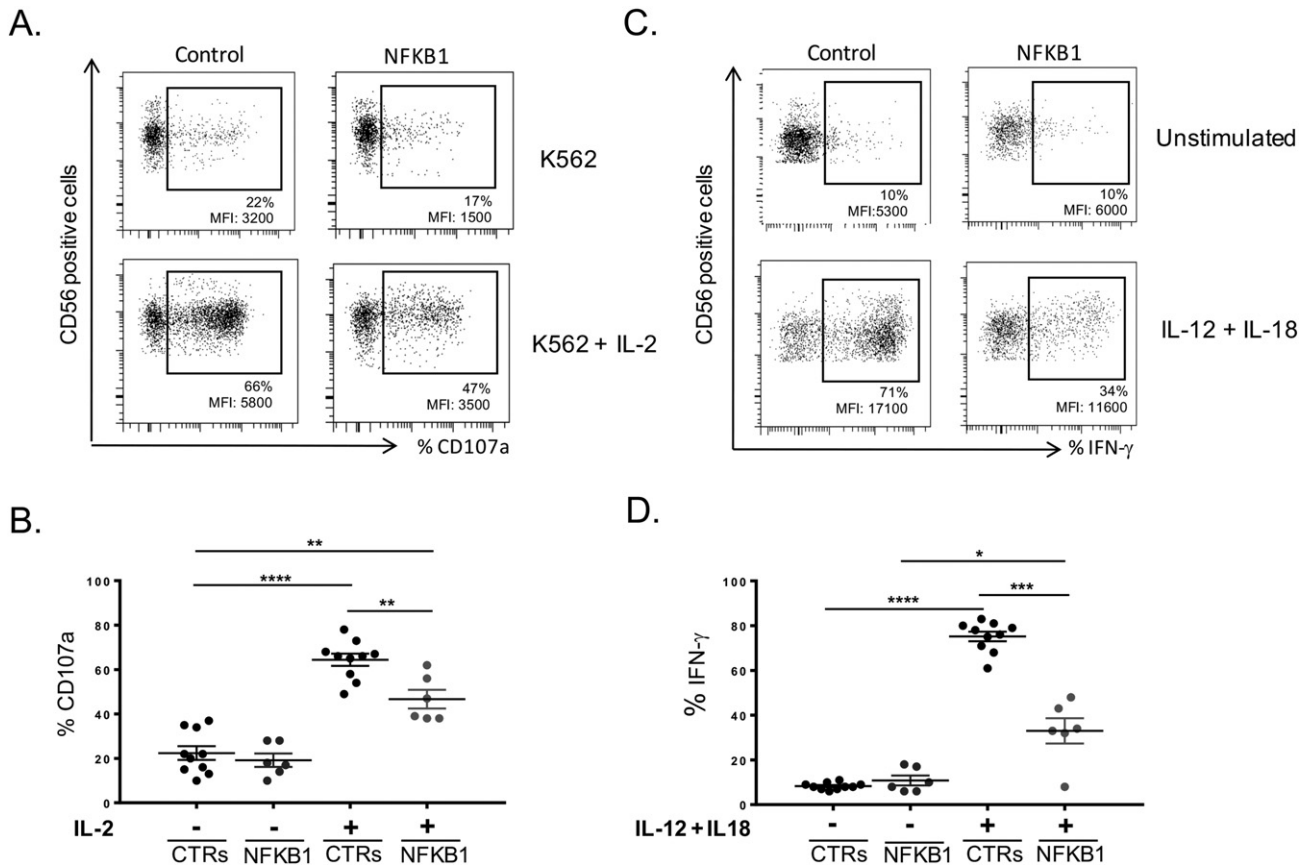 A.
Control
NFKB1
CD56 positive cells
22%
MFI: 3200
17%
MFI: 1500
K562
66%
MFI: 5800
47%
MFI: 3500
K562 + IL-2
% CD107a
C.
Control
NFKB1
CD56 positive cells
10%
MFI:5300
10%
MFI: 6000
Unstimulated
71%
MFI: 17100
34%
MFI: 11600
IL-12 + IL-18
% IFN-γ
B.
**
****
**
% CD107a
100
80
60
40
20
0
IL-2 - - + +
CTRs NFKB1 CTRs NFKB1
D.
*
***
****
% IFN-γ
100
80
60
40
20
0
IL-12 + IL18 - - + +
CTRs NFKB1 CTRs NFKB1